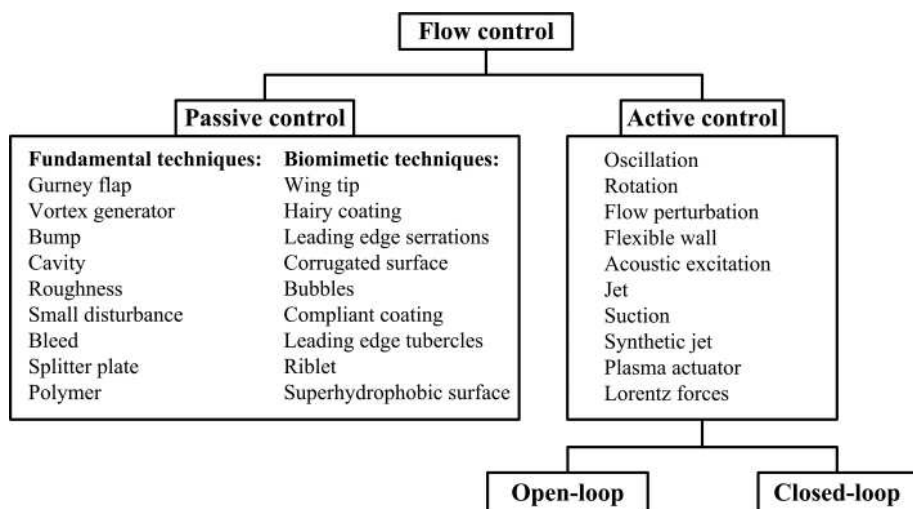 Flow control
Passive control
Fundamental techniques:
Gurney flap
Vortex generator
Bump
Cavity
Roughness
Small disturbance
Bleed
Splitter plate
Polymer
Biomimetic techniques:
Wing tip
Hairy coating
Leading edge serrations
Corrugated surface
Bubbles
Compliant coating
Leading edge tubercles
Riblet
Superhydrophobic surface
Active control
Oscillation
Rotation
Flow perturbation
Flexible wall
Acoustic excitation
Jet
Suction
Synthetic jet
Plasma actuator
Lorentz forces
Open-loop
Closed-loop